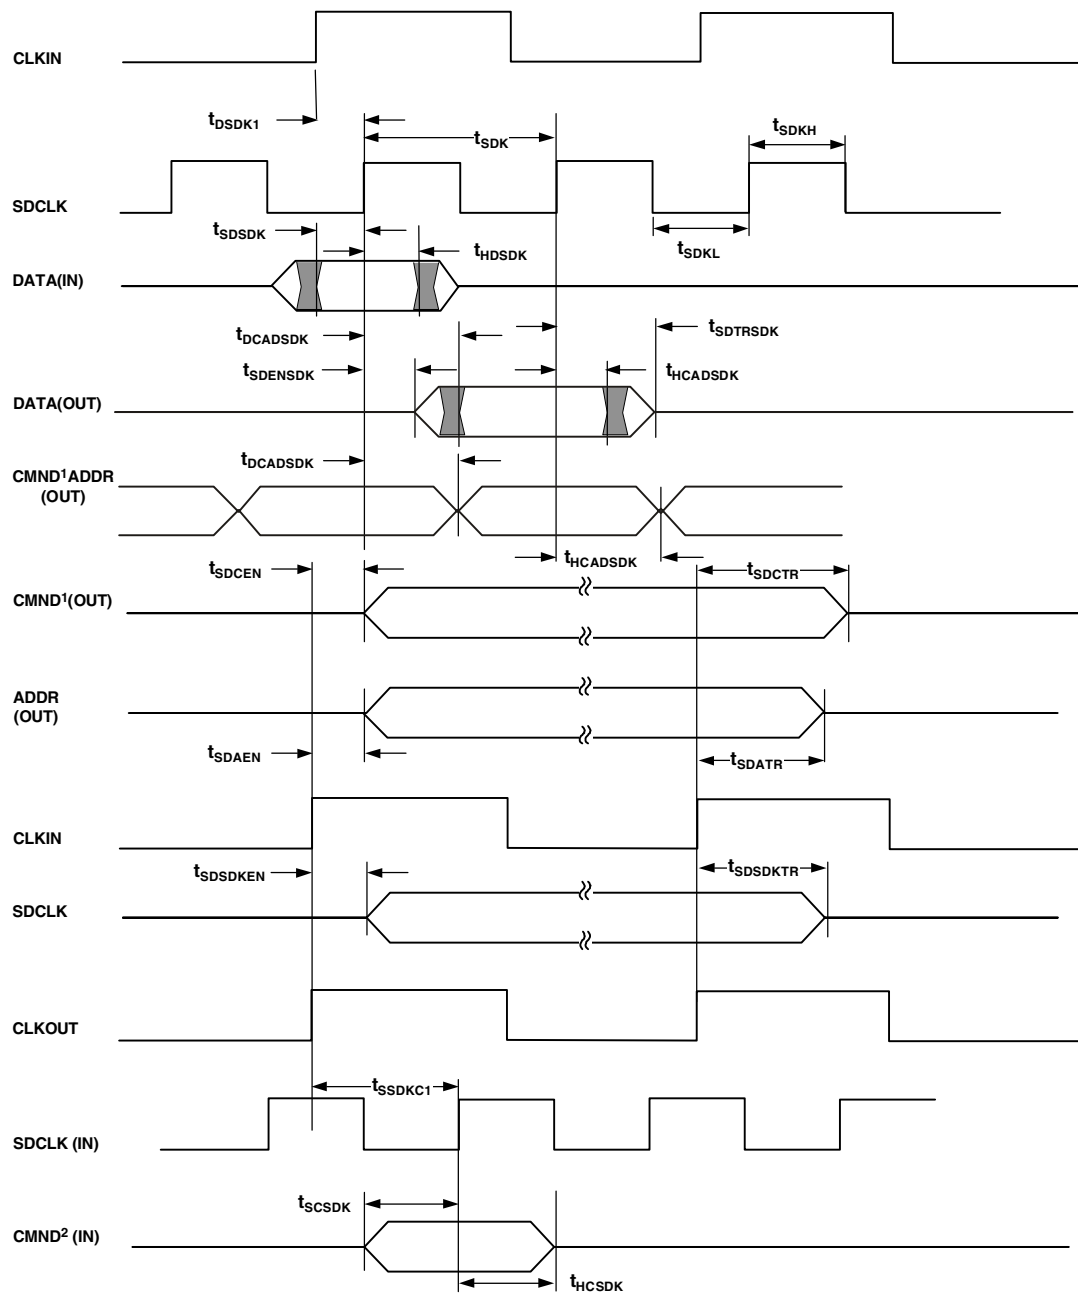 CLKIN
tDSDK1
tSDK
tSDKH
SDCLK
tSDSDK
tHDSDK
tSDKL
DATA(IN)
tDCADSDK
tSDTRSDK
tSDENSDK
tHCADSDK
DATA(OUT)
tDCADSDK
CMND¹ADDR
(OUT)
tHCADSDK
tSDCEN
tSDCTR
CMND¹(OUT)
ADDR
(OUT)
tSDAEN
tSDATR
CLKIN
tSDSDKEN
tSDSDKTR
SDCLK
CLKOUT
tSSDKC1
SDCLK (IN)
tSCSDK
CMND² (IN)
tHCSDK